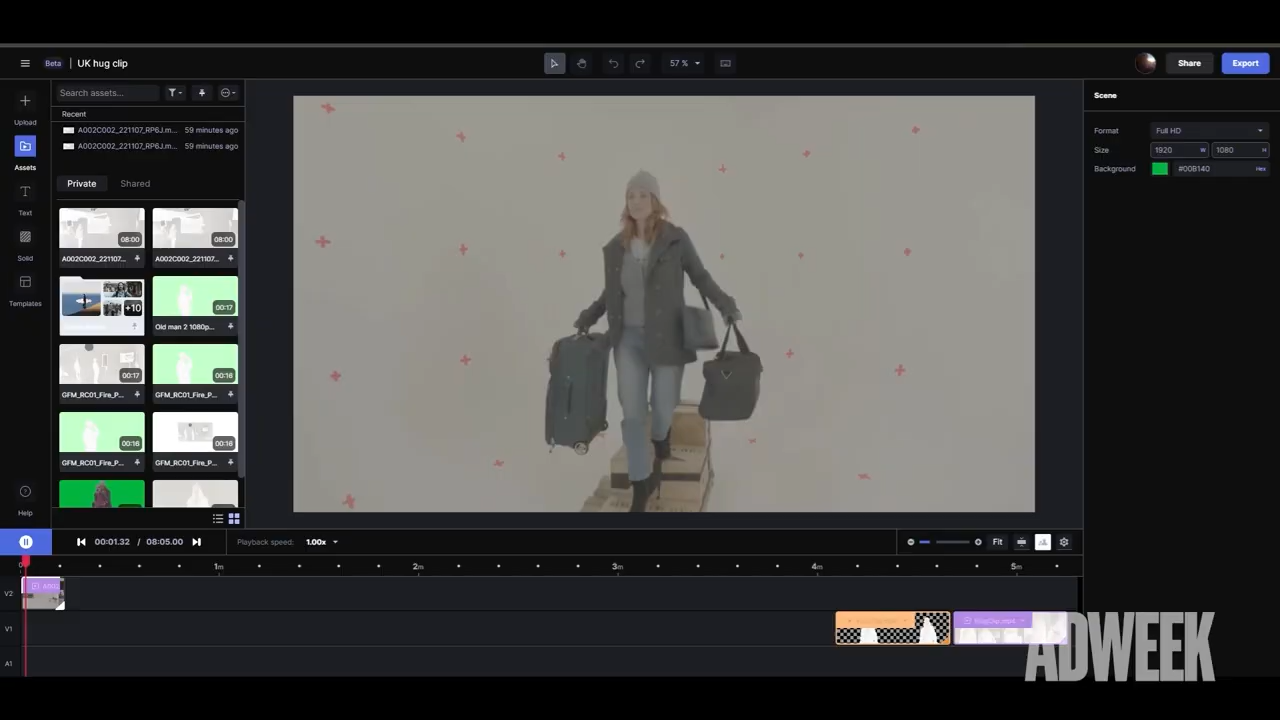 Beta | UK hug clip
57 %
Share
Export
Upload
Assets
Text
Solid
Templates
Help
Search assets...
Recent
A002C002_221107_RP6J.m... 59 minutes ago
A002C002_221107_RP6J.m... 59 minutes ago
Private Shared
08:00 08:00
A002C002_221107... A002C002_221107...
+10 00:17
Old man 2 1080p...
00:17 00:16
GFM_RC01_Fire_P... GFM_RC01_Fire_P...
00:16 00:16
GFM_RC01_Fire_P... GFM_RC01_Fire_P...
Scene
Format Full HD
Size 1920 W 1080 H
Background #00B140 Hex
00:01.32 / 08:05.00
Playback speed: 1.00x
Fit
0 1m 2m 3m 4m 5m
V2
V1
A1
ADWEEK